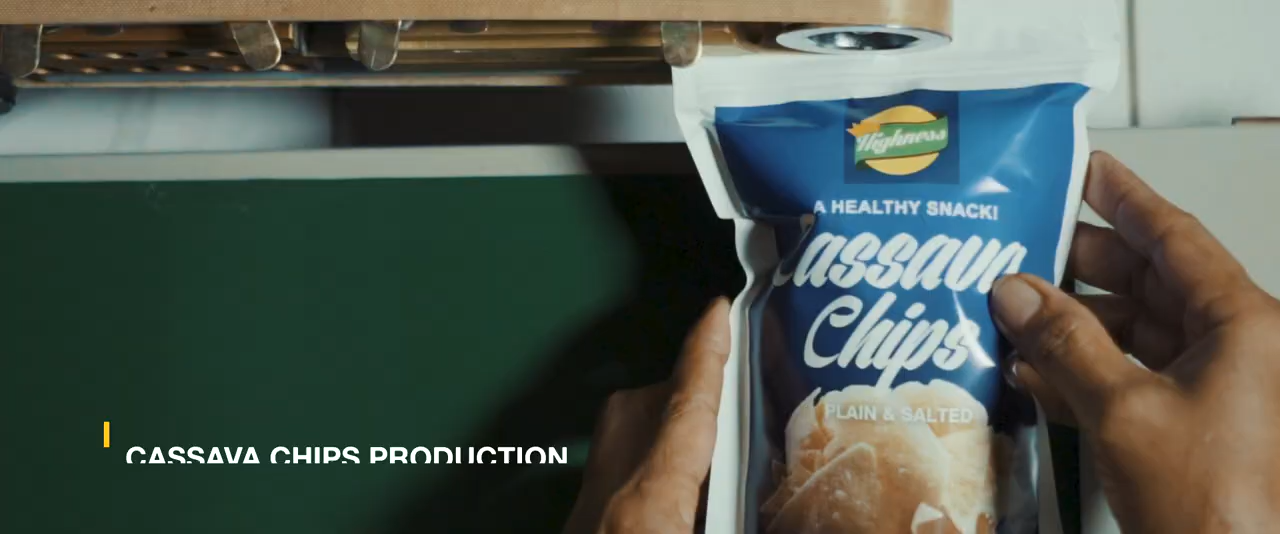 Highness
A HEALTHY SNACK!
Cassava
Chips
PLAIN & SALTED
CASSAVA CHIPS PRODUCTION